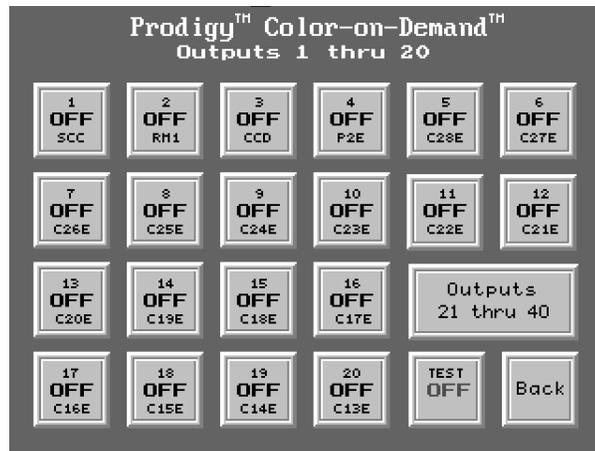 Prodigy™ Color-on-Demand™
Outputs 1 thru 20
1 2 3 4 5 6
OFF OFF OFF OFF OFF OFF
SCC RM1 CCD P2E C28E C27E
7 8 9 10 11 12
OFF OFF OFF OFF OFF OFF
C26E C25E C24E C23E C22E C21E
13 14 15 16
OFF OFF OFF OFF
C20E C19E C18E C17E
Outputs
21 thru 40
17 18 19 20 TEST
OFF OFF OFF OFF OFF
C16E C15E C14E C13E
Back